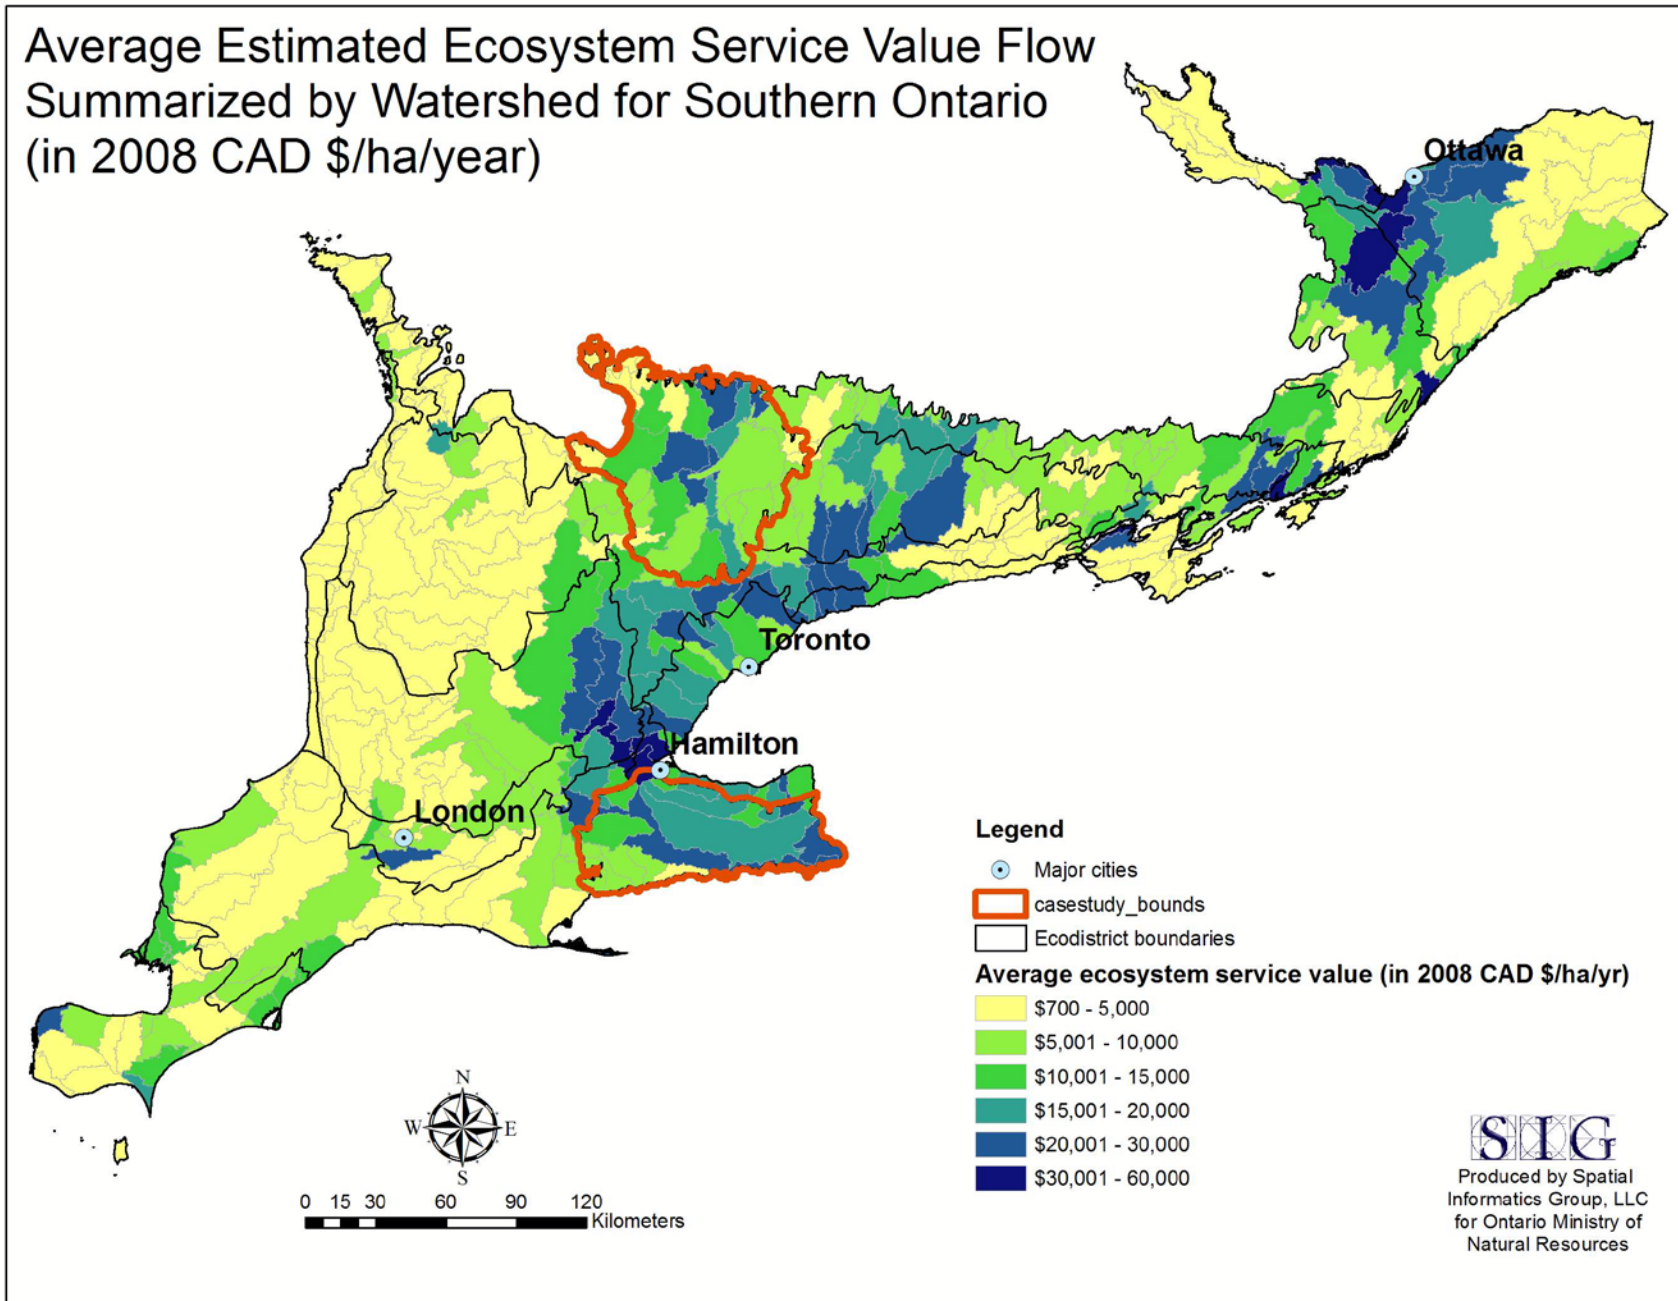 Average Estimated Ecosystem Service Value Flow
Summarized by Watershed for Southern Ontario
(in 2008 CAD $/ha/year)
Ottawa
Toronto
Hamilton
London
Legend
Major cities
casestudy_bounds
Ecodistrict boundaries
Average ecosystem service value (in 2008 CAD $/ha/yr)
$700 - 5,000
$5,001 - 10,000
$10,001 - 15,000
$15,001 - 20,000
$20,001 - 30,000
$30,001 - 60,000
N
W E
S
0 15 30 60 90 120
Kilometers
SIG
Produced by Spatial
Informatics Group, LLC
for Ontario Ministry of
Natural Resources